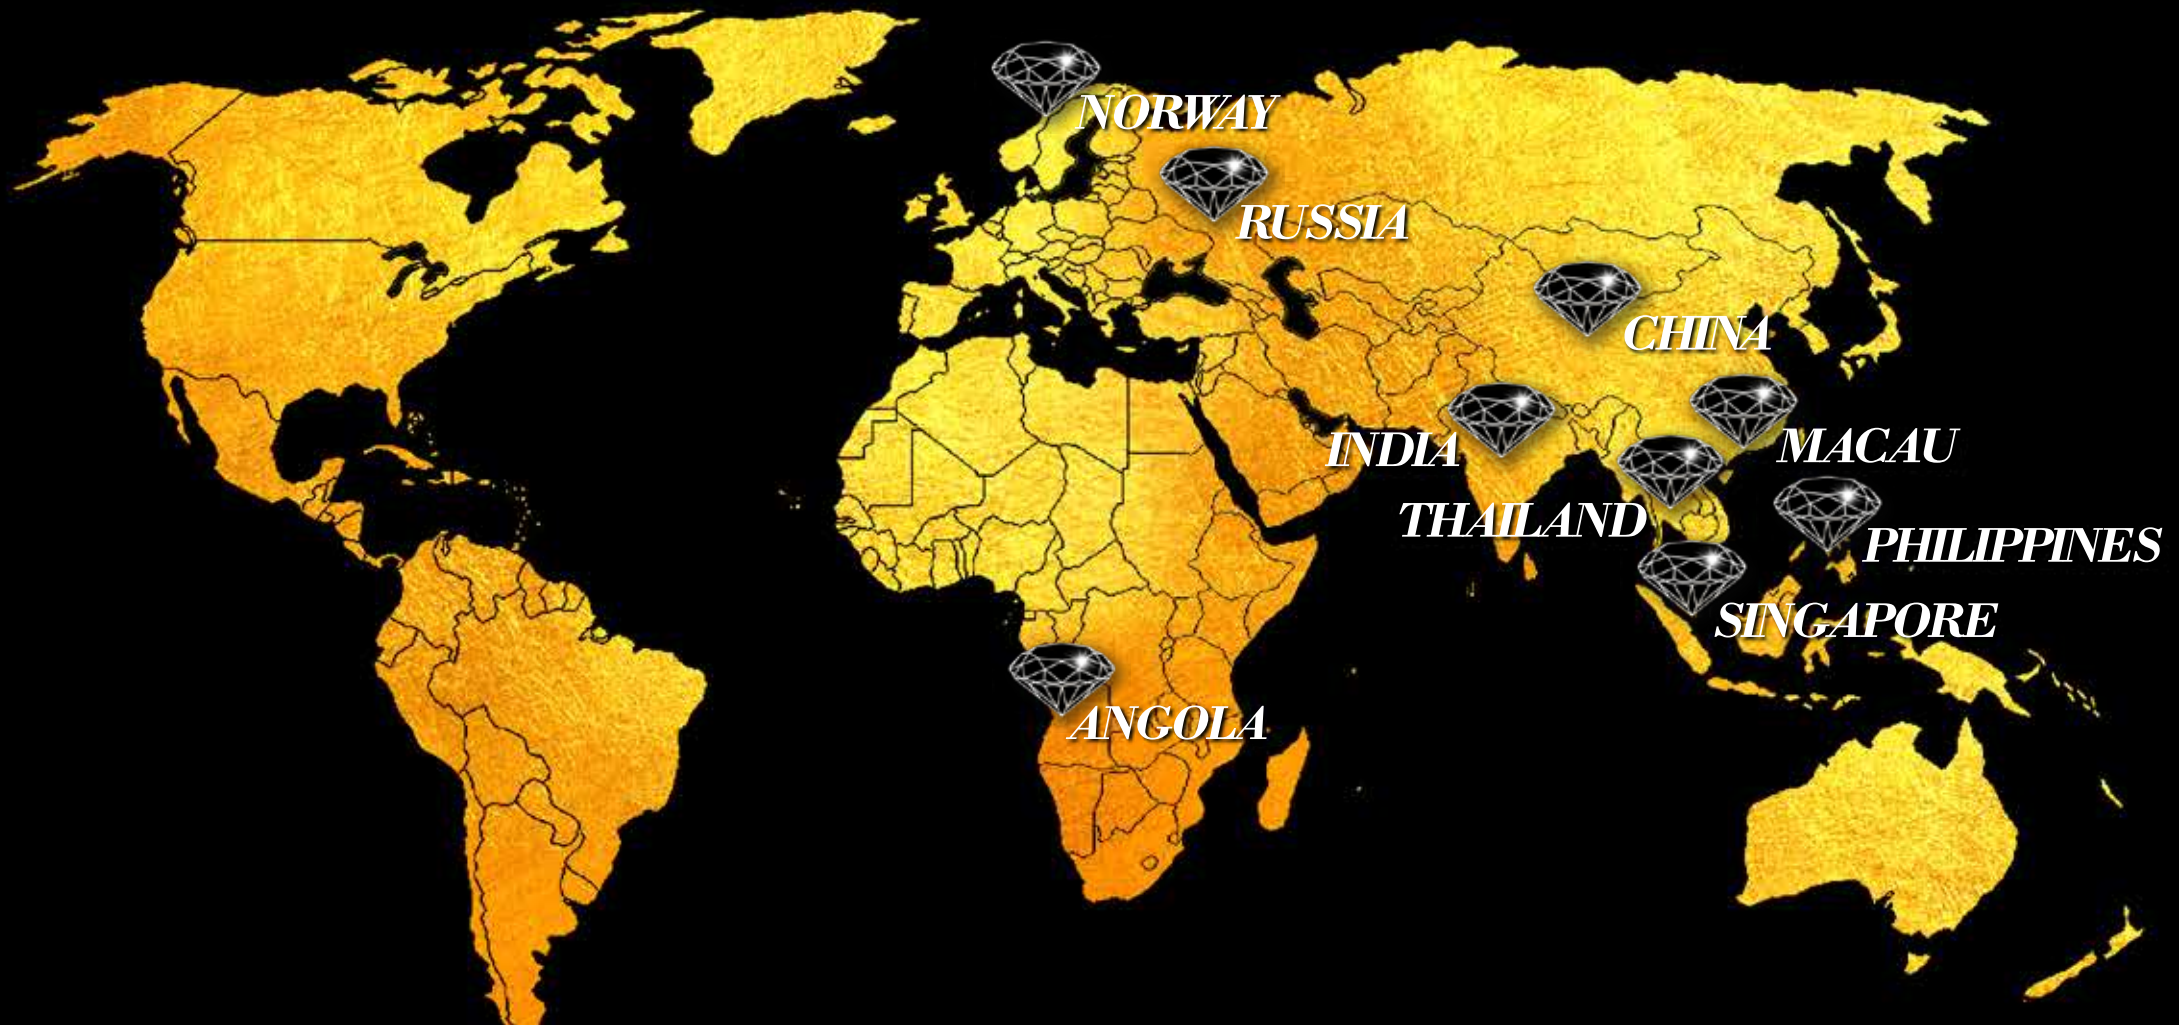 NORWAY
RUSSIA
CHINA
INDIA
MACAU
THAILAND
PHILIPPINES
SINGAPORE
ANGOLA